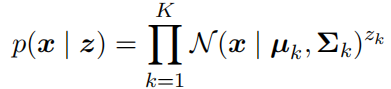 p(x | z) = ∏_{k=1}^{K} 𝒩(x | μ_k, Σ_k)^{z_k}